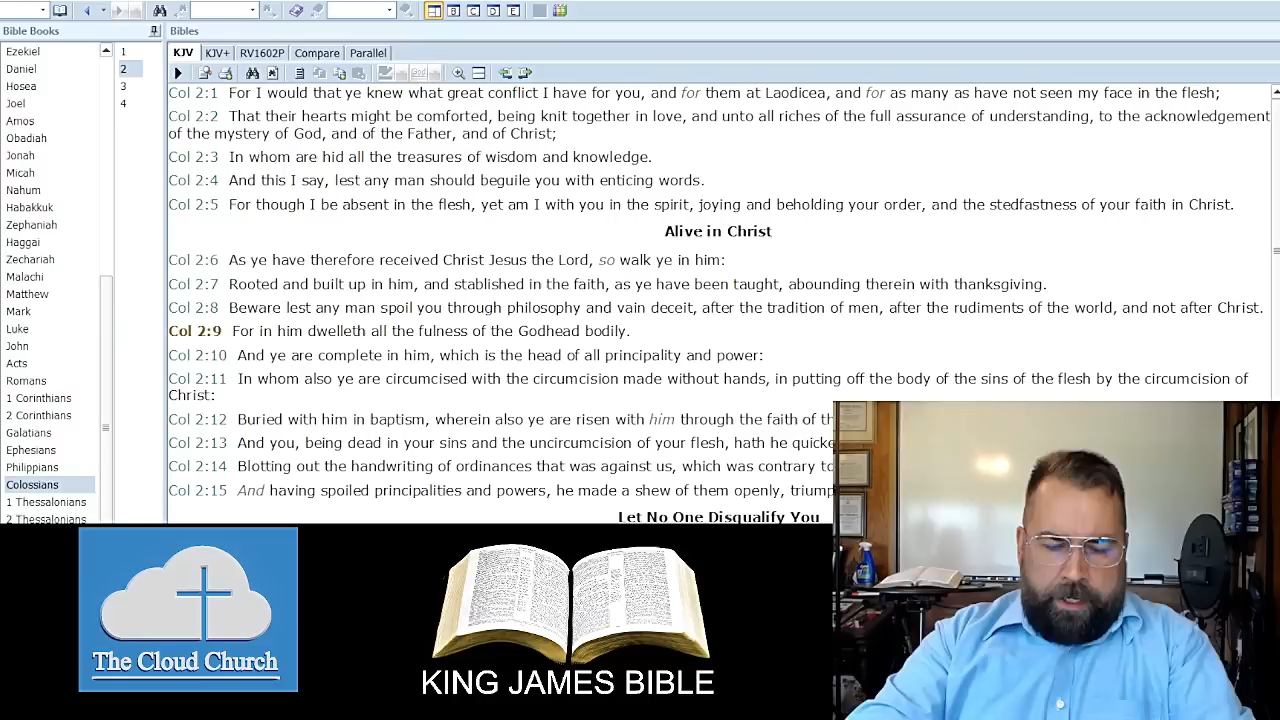 Bible Books
Bibles
B C D E
Ezekiel
Daniel
Hosea
Joel
Amos
Obadiah
Jonah
Micah
Nahum
Habakkuk
Zephaniah
Haggai
Zechariah
Malachi
Matthew
Mark
Luke
John
Acts
Romans
1 Corinthians
2 Corinthians
Galatians
Ephesians
Philippians
Colossians
1 Thessalonians
2 Thessalonians
1
2
3
4
KJV KJV+ RV1602P Compare Parallel
Col 2:1 For I would that ye knew what great conflict I have for you, and for them at Laodicea, and for as many as have not seen my face in the flesh;
Col 2:2 That their hearts might be comforted, being knit together in love, and unto all riches of the full assurance of understanding, to the acknowledgement
of the mystery of God, and of the Father, and of Christ;
Col 2:3 In whom are hid all the treasures of wisdom and knowledge.
Col 2:4 And this I say, lest any man should beguile you with enticing words.
Col 2:5 For though I be absent in the flesh, yet am I with you in the spirit, joying and beholding your order, and the stedfastness of your faith in Christ.
Alive in Christ
Col 2:6 As ye have therefore received Christ Jesus the Lord, so walk ye in him:
Col 2:7 Rooted and built up in him, and stablished in the faith, as ye have been taught, abounding therein with thanksgiving.
Col 2:8 Beware lest any man spoil you through philosophy and vain deceit, after the tradition of men, after the rudiments of the world, and not after Christ.
Col 2:9 For in him dwelleth all the fulness of the Godhead bodily.
Col 2:10 And ye are complete in him, which is the head of all principality and power:
Col 2:11 In whom also ye are circumcised with the circumcision made without hands, in putting off the body of the sins of the flesh by the circumcision of
Christ:
Col 2:12 Buried with him in baptism, wherein also ye are risen with him through the faith of
Col 2:13 And you, being dead in your sins and the uncircumcision of your flesh, hath he
Col 2:14 Blotting out the handwriting of ordinances that was against us, which was contrary to
Col 2:15 And having spoiled principalities and powers, he made a shew of them openly,
Let No One Disqualify You
The Cloud Church
KING JAMES BIBLE